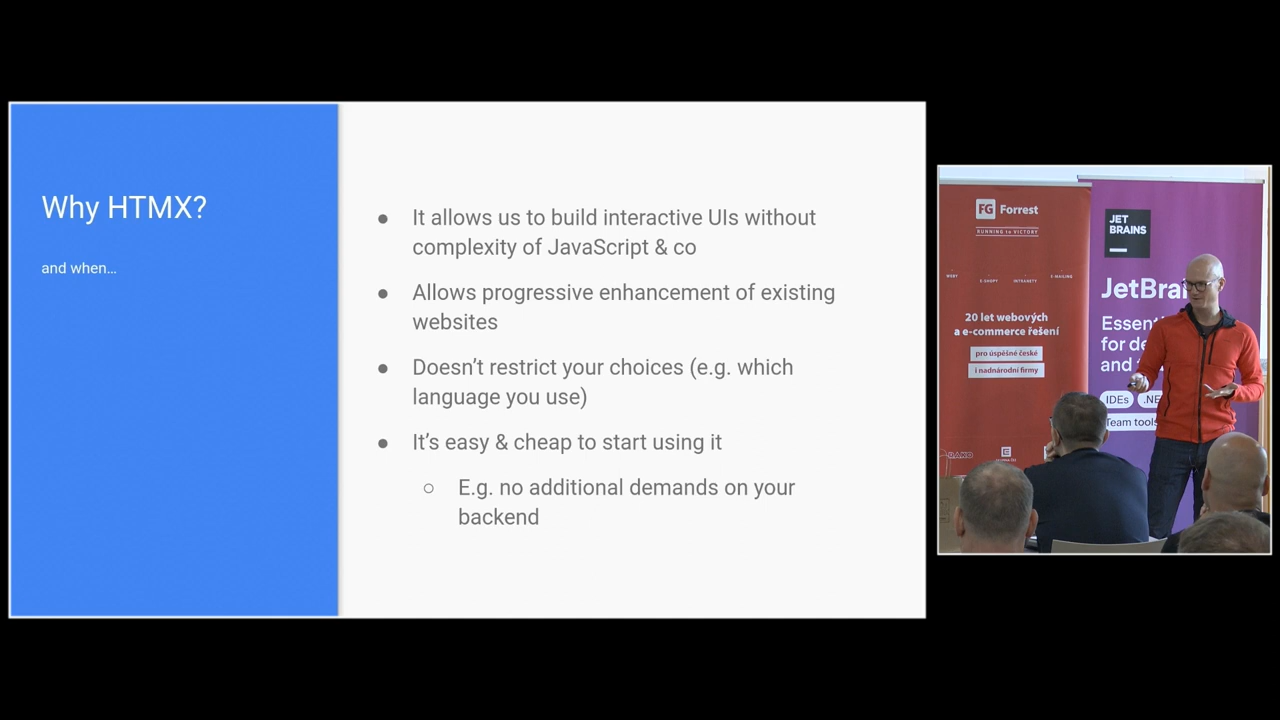 Why HTMX?
and when…
● It allows us to build interactive UIs without
complexity of JavaScript & co
● Allows progressive enhancement of existing
websites
● Doesn’t restrict your choices (e.g. which
language you use)
● It’s easy & cheap to start using it
○ E.g. no additional demands on your
backend
FG Forrest
RUNNING to VICTORY
WEBY
E-SHOPY
INTRANETY
E-MAILING
20 let webových
a e-commerce řešení
pro úspěšné české
i nadnárodní firmy
RAKO
JET
BRAINS
JetBrai
Essenti
for de
and
IDEs
.NE
Team tools